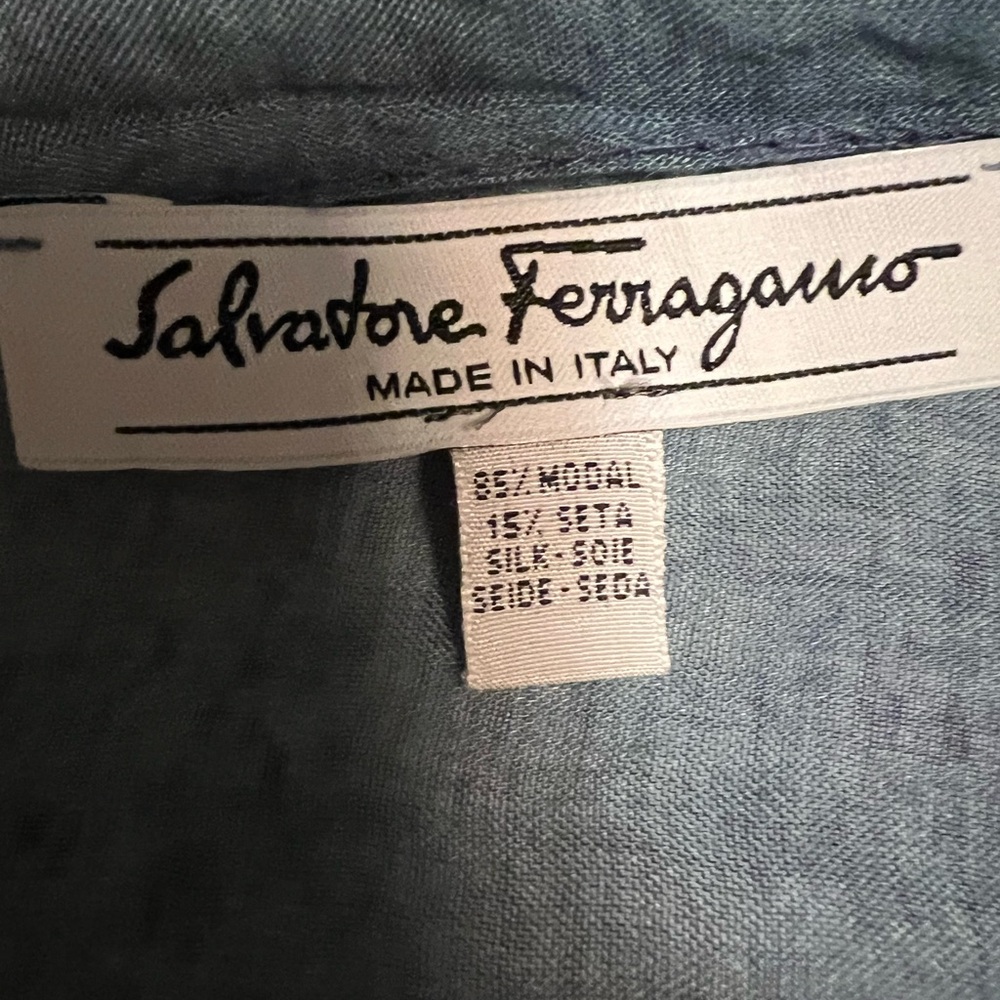 Salvatore Ferragamo
MADE IN ITALY
85% MODAL
15% SETA
SILK-SOIE
SEIDE-SEDA